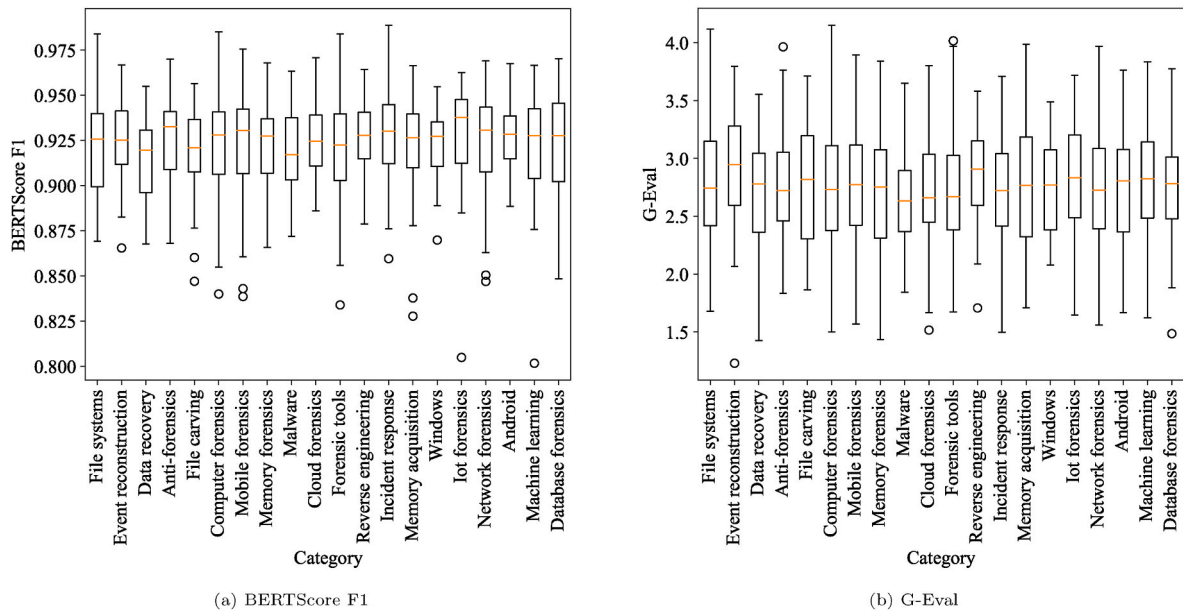 0.975
0.950
0.925
0.900
0.875
0.850
0.825
0.800
BERTScore F1
File systems
Event reconstruction
Data recovery
Anti-forensics
File carving
Computer forensics
Mobile forensics
Memory forensics
Malware
Cloud forensics
Forensic tools
Reverse engineering
Incident response
Memory acquisition
Windows
Iot forensics
Network forensics
Android
Machine learning
Database forensics
Category
(a) BERTScore F1
4.0
3.5
3.0
2.5
2.0
1.5
G-Eval
File systems
Event reconstruction
Data recovery
Anti-forensics
File carving
Computer forensics
Mobile forensics
Memory forensics
Malware
Cloud forensics
Forensic tools
Reverse engineering
Incident response
Memory acquisition
Windows
Iot forensics
Network forensics
Android
Machine learning
Database forensics
Category
(b) G-Eval